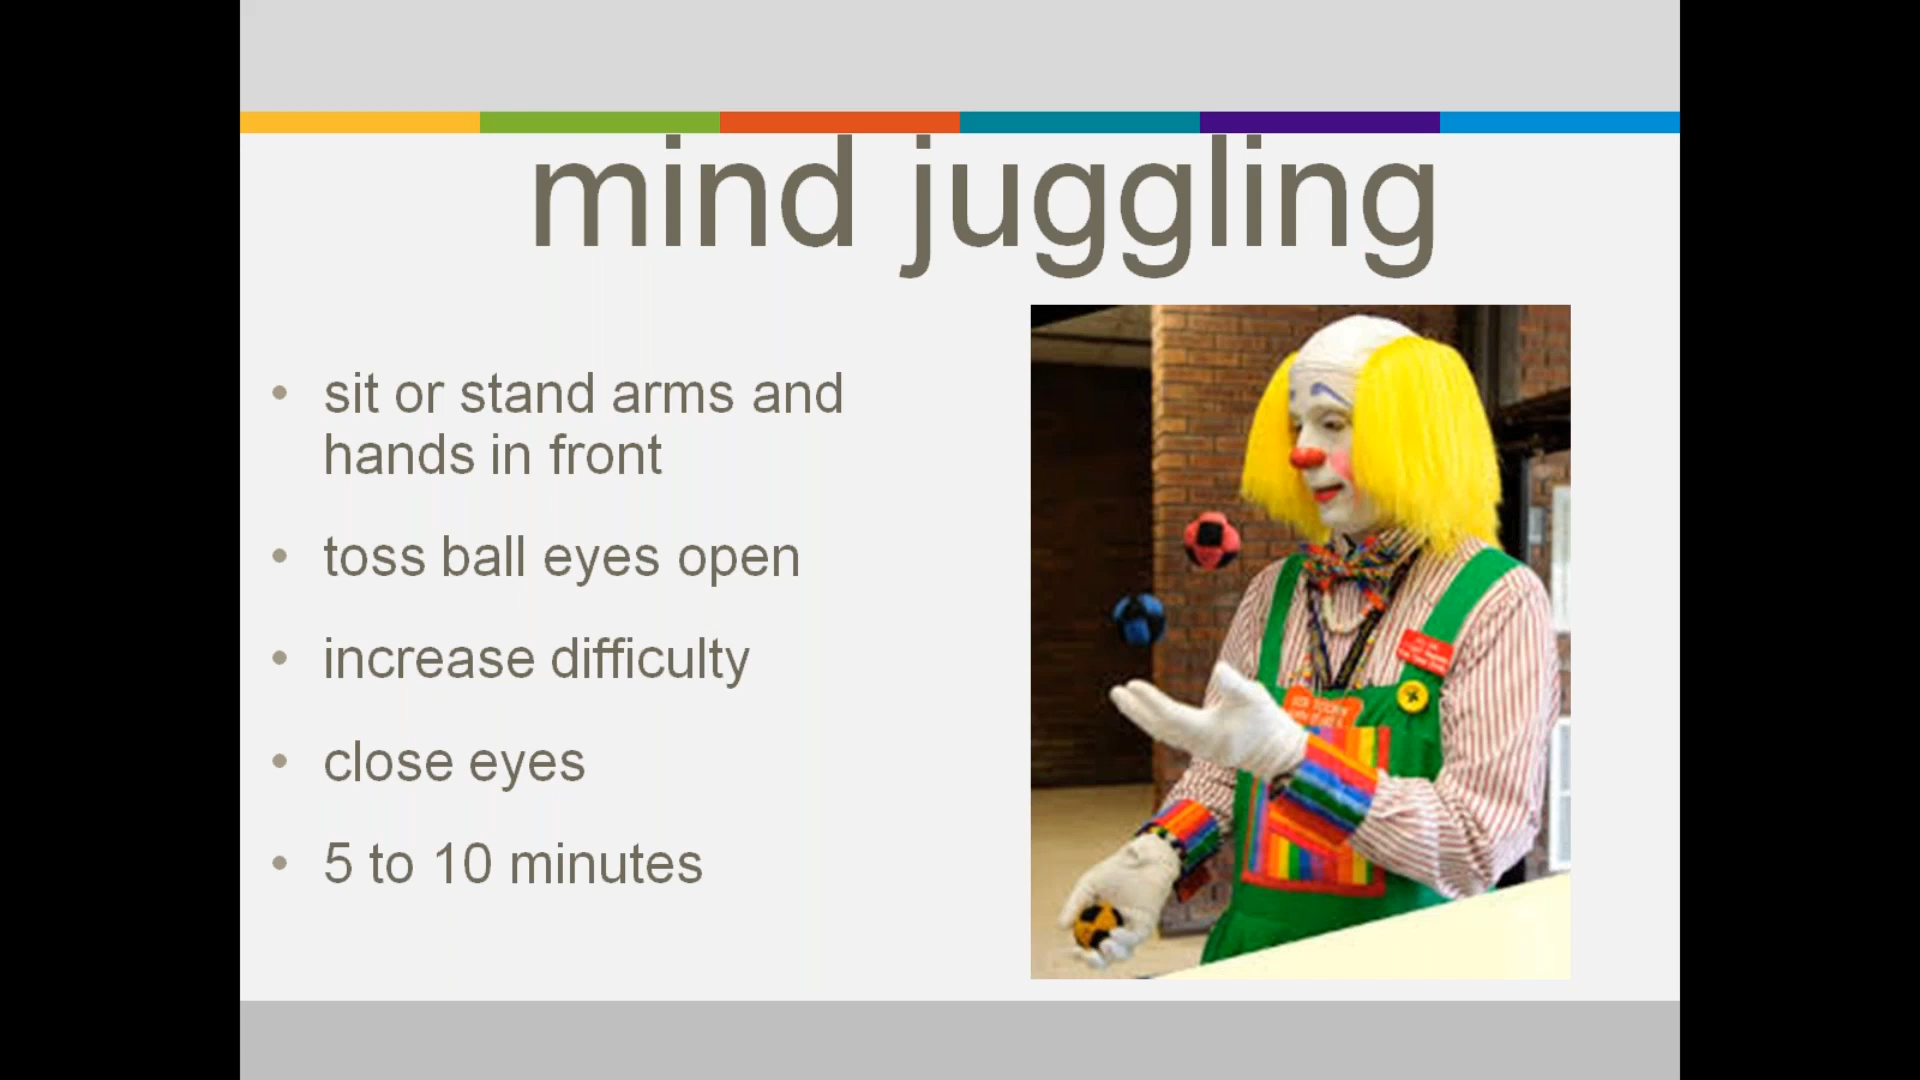 mind juggling
• sit or stand arms and
hands in front
• toss ball eyes open
• increase difficulty
• close eyes
• 5 to 10 minutes